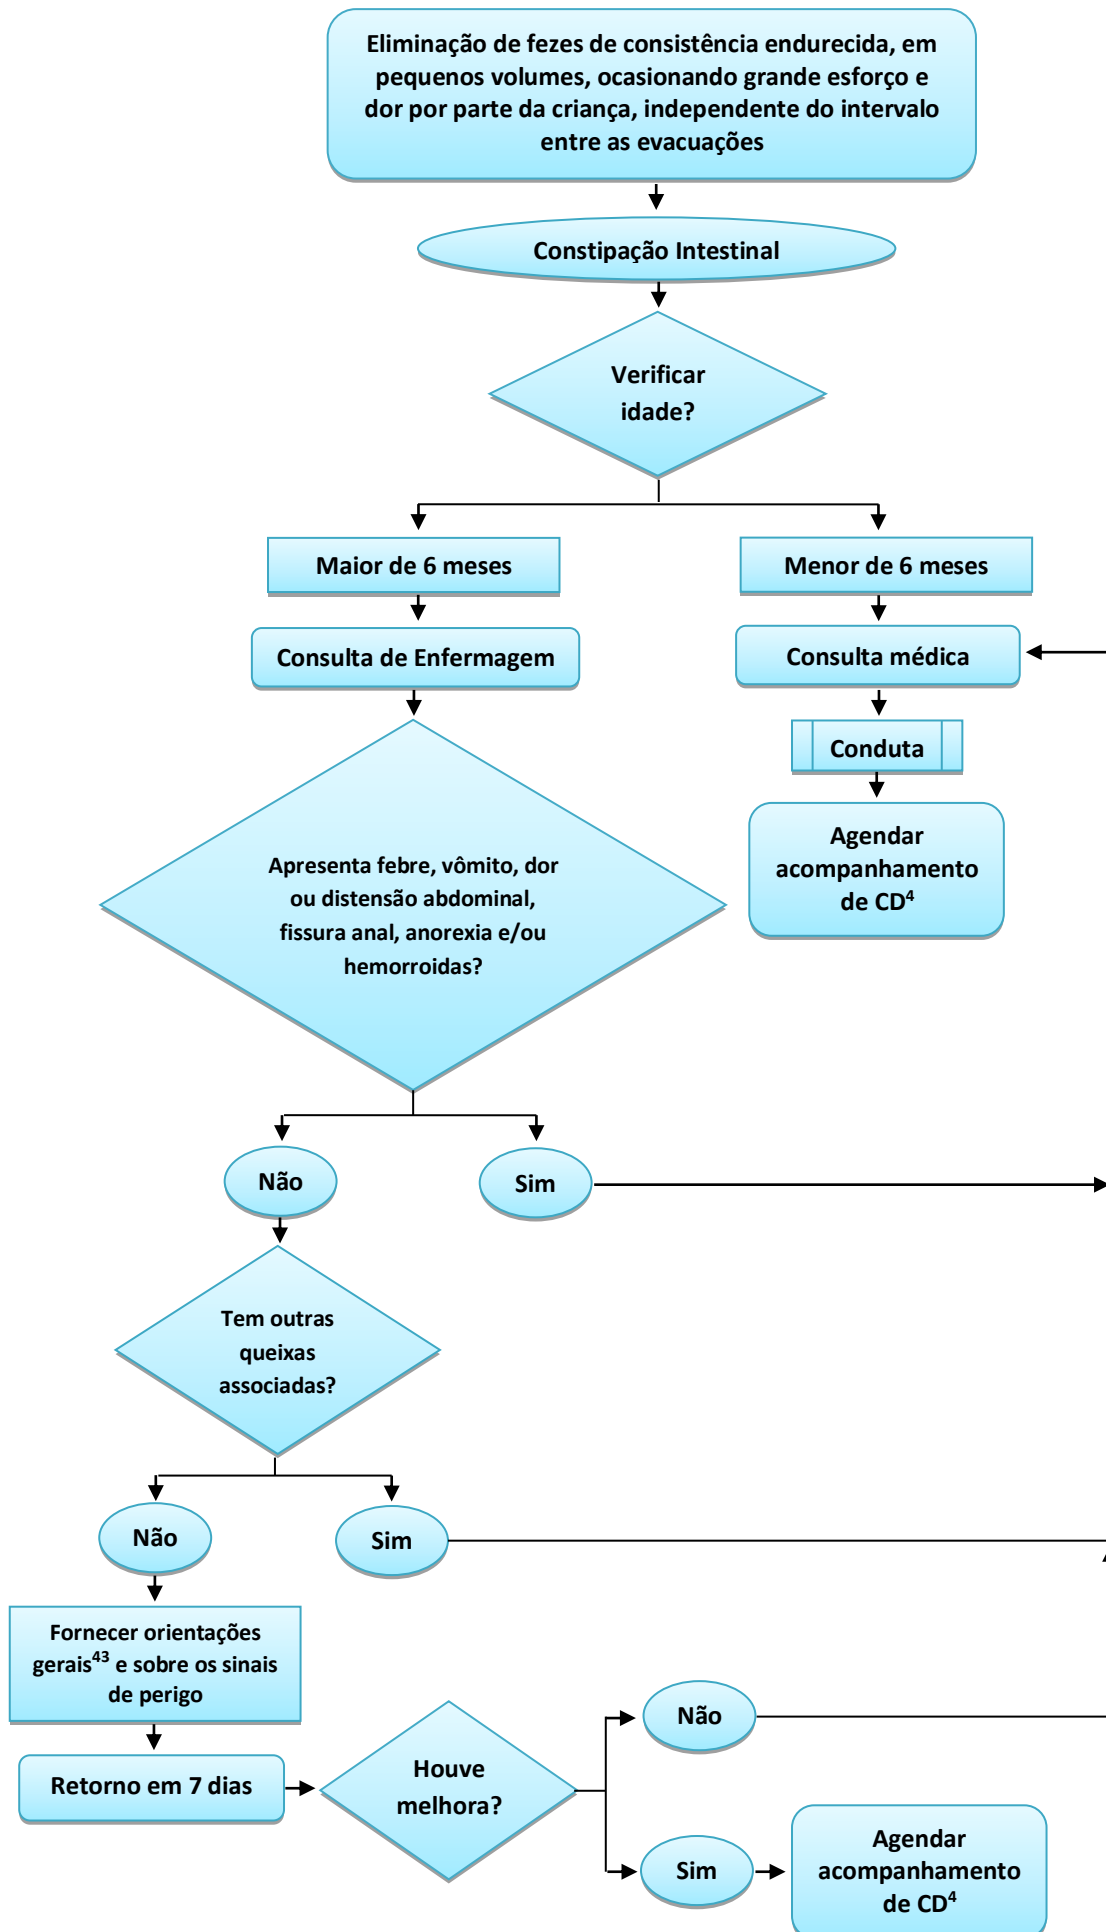 Eliminação de fezes de consistência endurecida, em
pequenos volumes, ocasionando grande esforço e
dor por parte da criança, independente do intervalo
entre as evacuações
Constipação Intestinal
Verificar
idade?
Maior de 6 meses
Menor de 6 meses
Consulta de Enfermagem
Consulta médica
Conduta
Agendar
acompanhamento
de CD⁴
Apresenta febre, vômito, dor
ou distensão abdominal,
fissura anal, anorexia e/ou
hemorroidas?
Não
Sim
Tem outras
queixas
associadas?
Não
Sim
Fornecer orientações
gerais⁴³ e sobre os sinais
de perigo
Retorno em 7 dias
Houve
melhora?
Não
Sim
Agendar
acompanhamento
de CD⁴